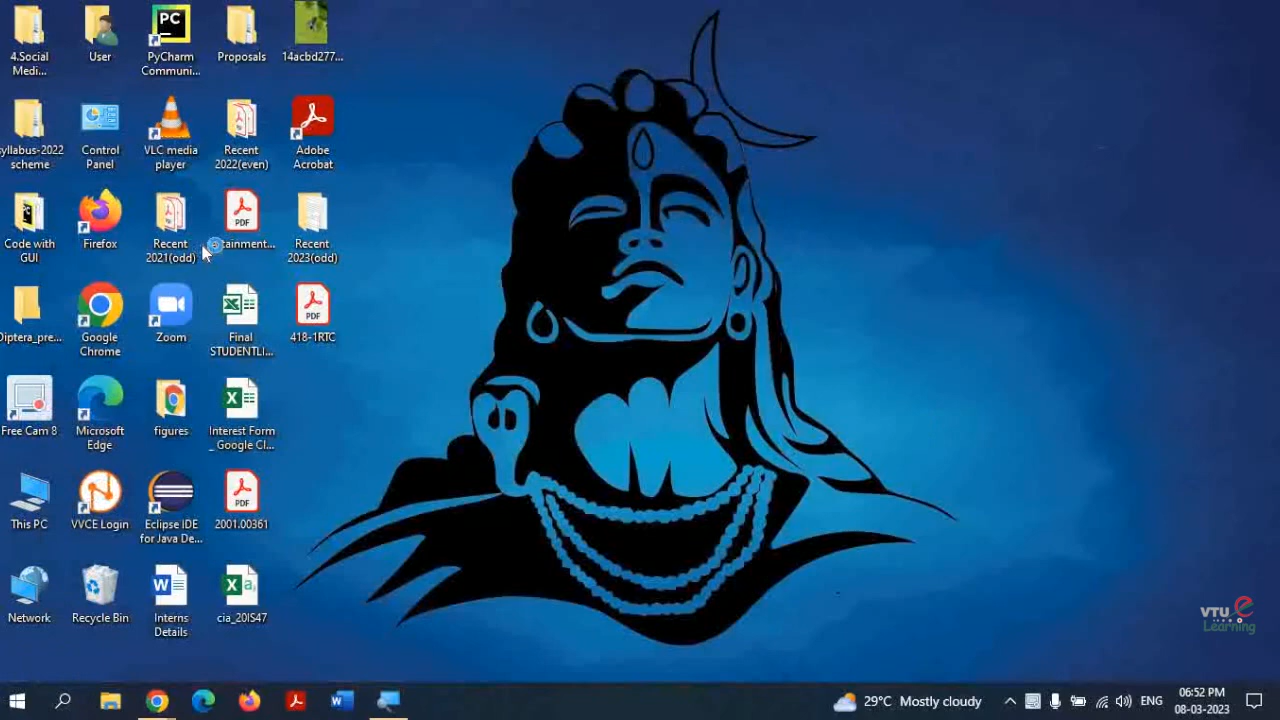 4.Social
Medi...
User
PC
PyCharm
Communi...
Proposals
14acbd277...
yllabus-2022
scheme
Control
Panel
VLC media
player
Recent
2022(even)
Adobe
Acrobat
Code with
GUI
Firefox
Recent
2021(odd)
PDF
tainment...
Recent
2023(odd)
Diptera_pre...
Google
Chrome
Zoom
Final
STUDENTLI...
PDF
418-1RTC
Free Cam 8
Microsoft
Edge
figures
Interest Form
_ Google Cl...
This PC
VVCE Login
Eclipse IDE
for Java De...
PDF
2001.00361
Network
Recycle Bin
Interns
Details
cia_20IS47
VTU e
Learning
29°C Mostly cloudy
ENG
06:52 PM
08-03-2023